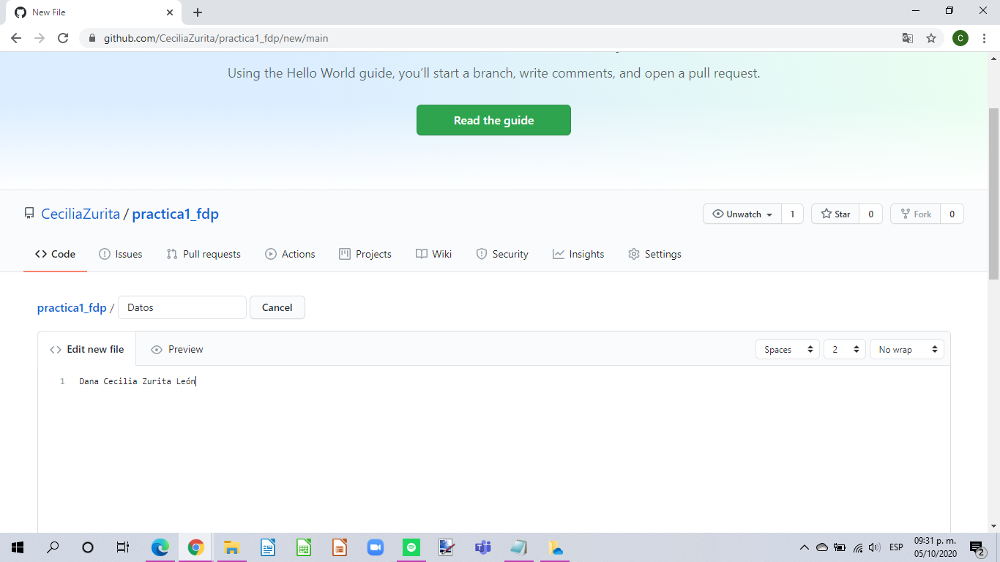 New File
github.com/CeciliaZurita/practica1_fdp/new/main
C
Using the Hello World guide, you’ll start a branch, write comments, and open a pull request.
Read the guide
CeciliaZurita / practica1_fdp
Unwatch 1 Star 0 Fork 0
Code Issues Pull requests Actions Projects Wiki Security Insights Settings
practica1_fdp / Datos Cancel
Edit new file Preview Spaces 2 No wrap
1 Dana Cecilia Zurita León
ESP
09:31 p. m.
05/10/2020
2